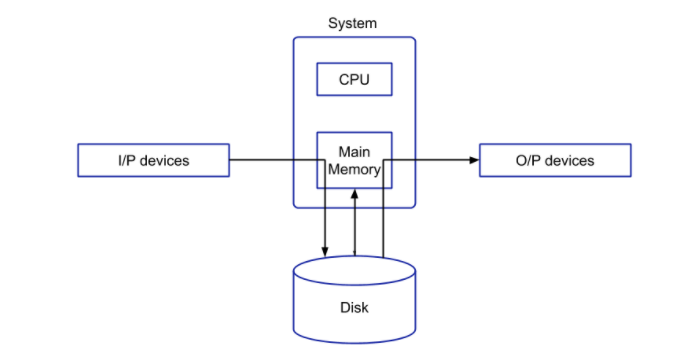 System
CPU
I/P devices
Main
Memory
O/P devices
Disk